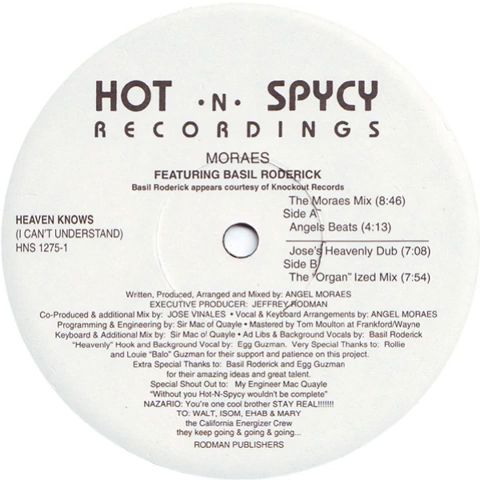 HOT ·N· SPYCY
RECORDINGS
MORAES
FEATURING BASIL RODERICK
Basil Roderick appears courtesy of Knockout Records
HEAVEN KNOWS
(I CAN'T UNDERSTAND)
HNS 1275-1
The Moraes Mix (8:46)
Side A
Angels Beats (4:13)
Jose's Heavenly Dub (7:08)
Side B
The "Organ" Ized Mix (7:54)
Written, Produced, Arranged and Mixed by: ANGEL MORAES
EXECUTIVE PRODUCER: JEFFREY RODMAN
Co-Produced & additional Mix by: JOSE VINALES • Vocal & Keyboard Arrangements by: ANGEL MORAES
Programming & Engineering by: Sir Mac o' Quayle • Mastered by Tom Moulton at Frankford/Wayne
Keyboard & Additional Mix by: Sir Mac o' Quayle • Ad Libs & Background Vocals by: Basil Roderick
"Heavenly" Hook and Background Vocal by: Egg Guzman. Very Special Thanks to: Rollie
and Louie "Balo" Guzman for their support and patience on this project.
Extra Special Thanks to: Basil Roderick and Egg Guzman
for their amazing ideas and great talent.
Special Shout Out to: My Engineer Mac Quayle
"Without you Hot-N-Spycy wouldn't be complete"
NAZARIO: You're one cool brother STAY REAL!!!!!!!
TO: WALT, ISOM, EHAB & MARY
the California Energizer Crew
they keep going & going & going...
RODMAN PUBLISHERS